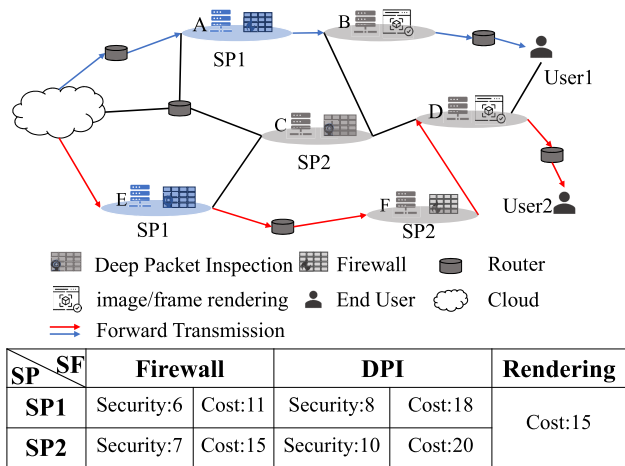 A
B
SP1
User1
C
D
SP2
E
F
User2
SP1
SP2
Deep Packet Inspection
Firewall
Router
image/frame rendering
End User
Cloud
Forward Transmission
SP SF Firewall DPI Rendering
SP1 Security:6 Cost:11 Security:8 Cost:18 Cost:15
SP2 Security:7 Cost:15 Security:10 Cost:20